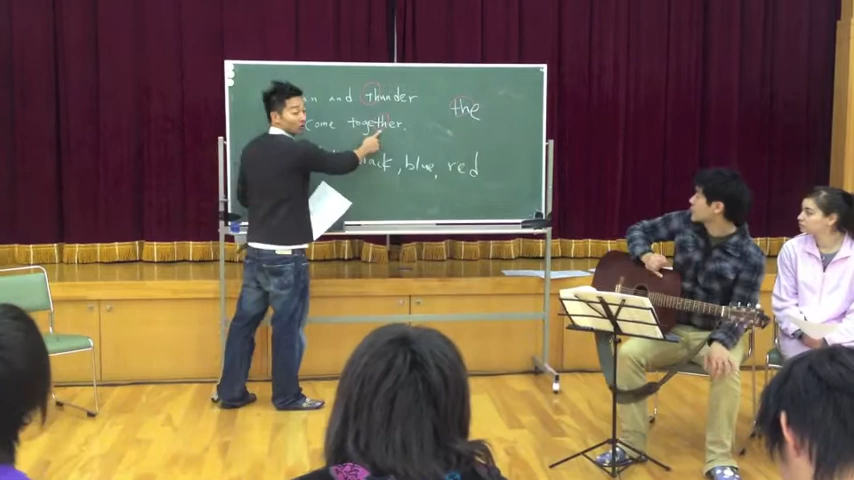 and thunder
the
Come together.
black, blue, red